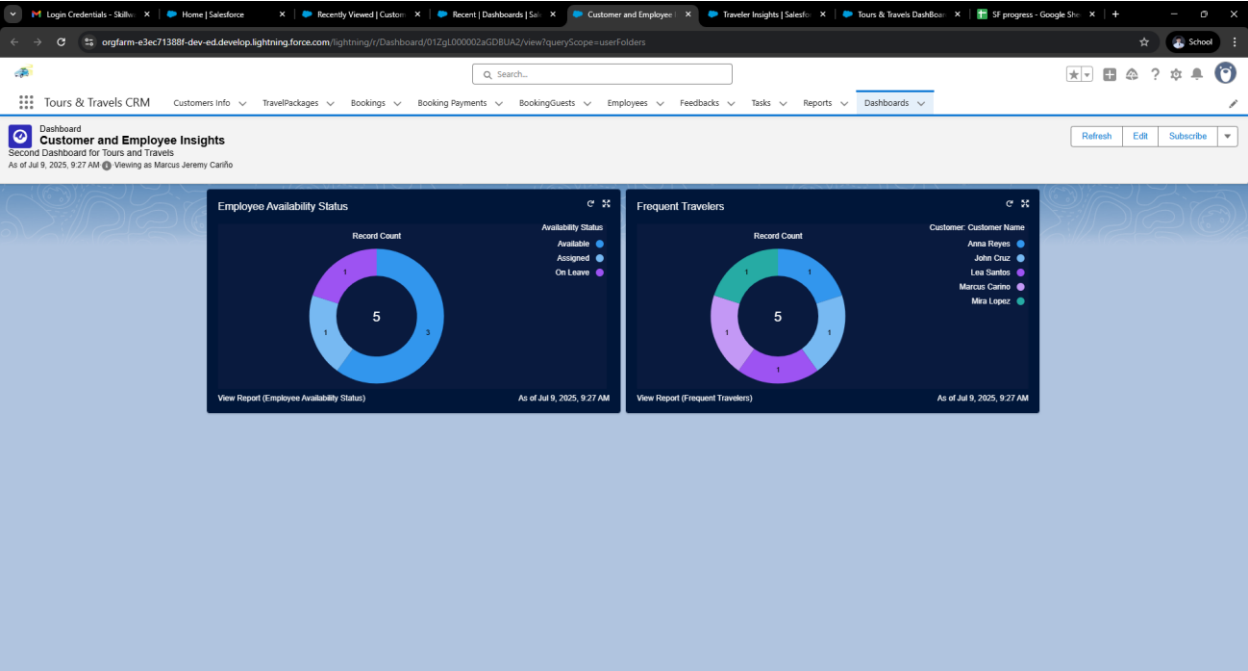 Login Credentials - Skillw
Home | Salesforce
Recently Viewed | Custom
Recent | Dashboards | Sal
Customer and Employee I
Traveler Insights | Salesfo
Tours & Travels DashBoar
SF progress - Google She
orgfarm-e3ec71388f-dev-ed.develop.lightning.force.com/lightning/r/Dashboard/01ZgL000002aGDBUA2/view?queryScope=userFolders
School
Search...
Tours & Travels CRM
Customers Info
TravelPackages
Bookings
Booking Payments
BookingGuests
Employees
Feedbacks
Tasks
Reports
Dashboards
Dashboard
Customer and Employee Insights
Second Dashboard for Tours and Travels
As of Jul 9, 2025, 9:27 AM Viewing as Marcus Jeremy Cariño
Refresh
Edit
Subscribe
Employee Availability Status
Record Count
Availability Status
Available
Assigned
On Leave
1
5
1
3
View Report (Employee Availability Status)
As of Jul 9, 2025, 9:27 AM
Frequent Travelers
Record Count
Customer: Customer Name
Anna Reyes
John Cruz
Lea Santos
Marcus Carino
Mira Lopez
1
1
5
1
1
1
View Report (Frequent Travelers)
As of Jul 9, 2025, 9:27 AM